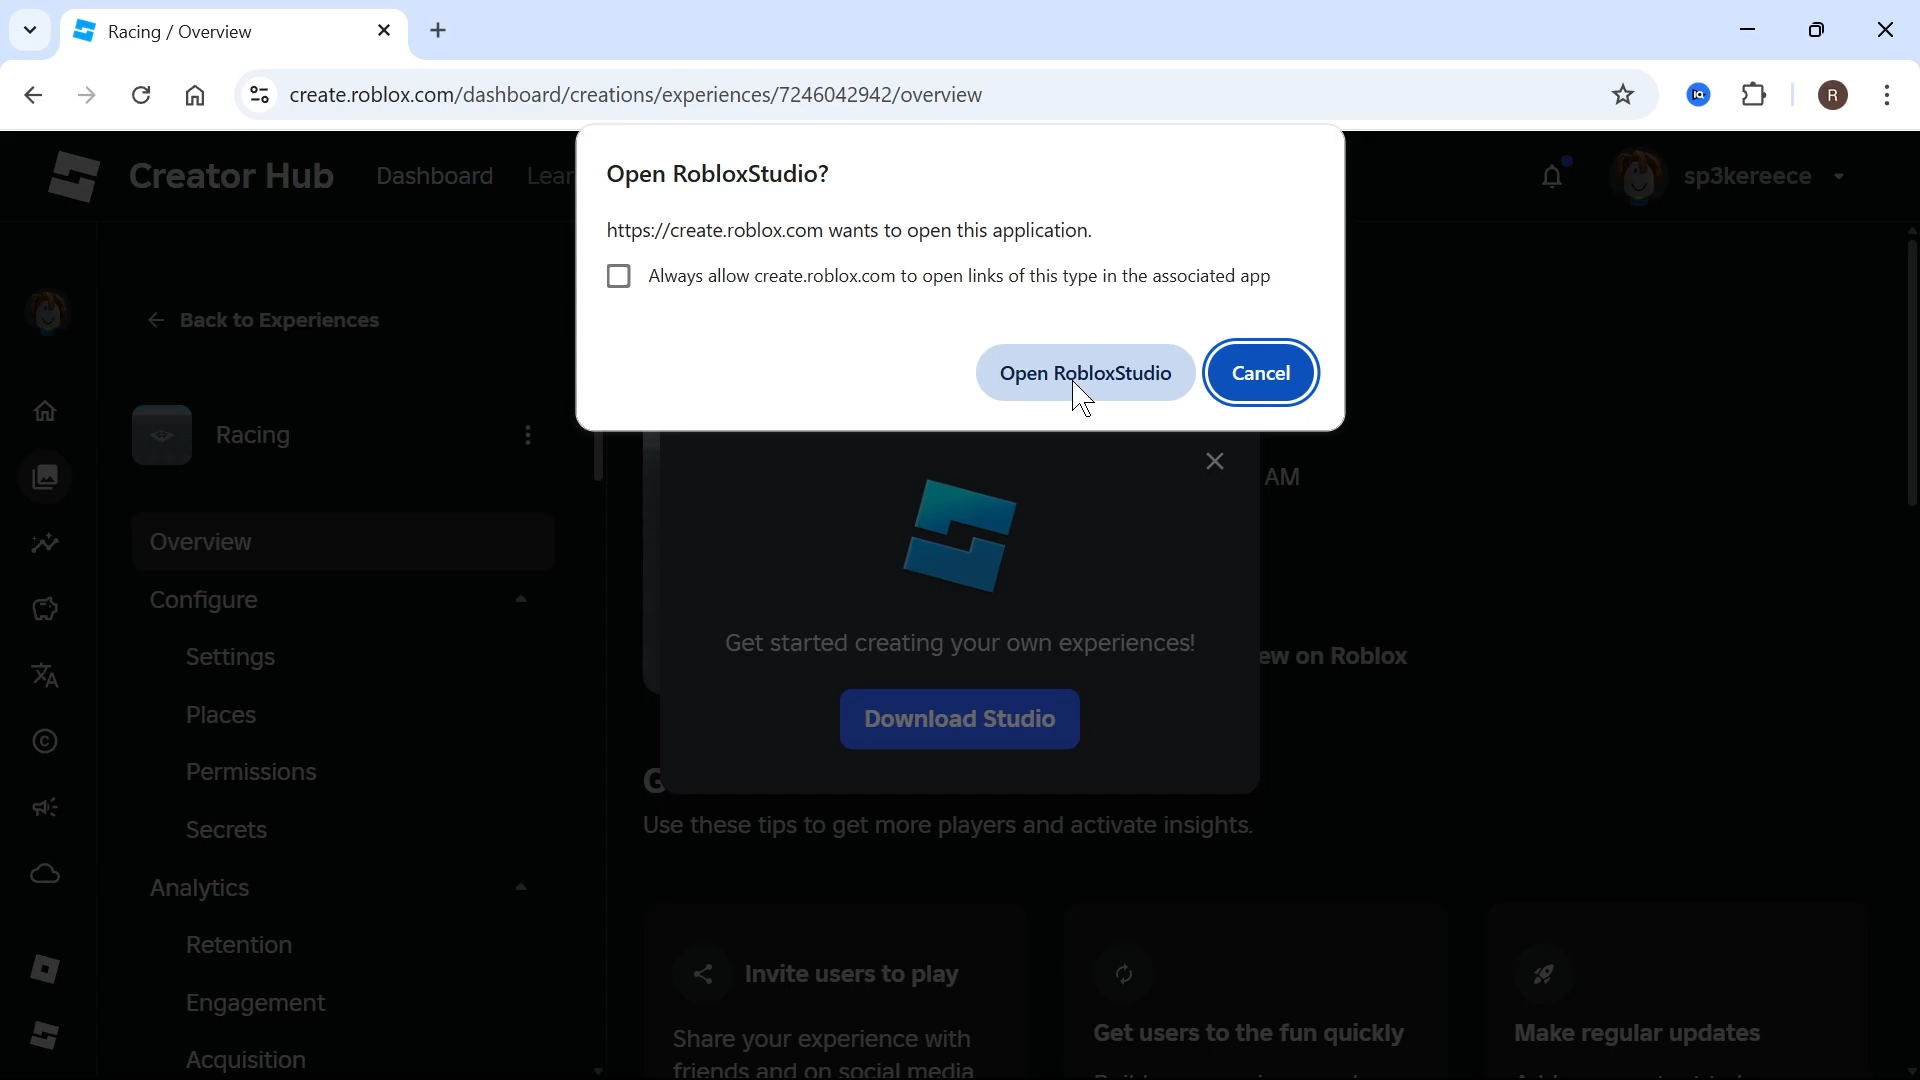 Racing / Overview
create.roblox.com/dashboard/creations/experiences/7246042942/overview
R
Creator Hub
Dashboard
Lear
sp3kereece
Open RobloxStudio?
https://create.roblox.com wants to open this application.
Always allow create.roblox.com to open links of this type in the associated app
Open RobloxStudio
Cancel
Back to Experiences
Racing
Overview
Configure
Settings
Places
Permissions
Secrets
Analytics
Retention
Engagement
Acquisition
AM
Get started creating your own experiences!
ew on Roblox
Download Studio
G
Use these tips to get more players and activate insights.
Invite users to play
Share your experience with
friends and on social media
Get users to the fun quickly
Make regular updates